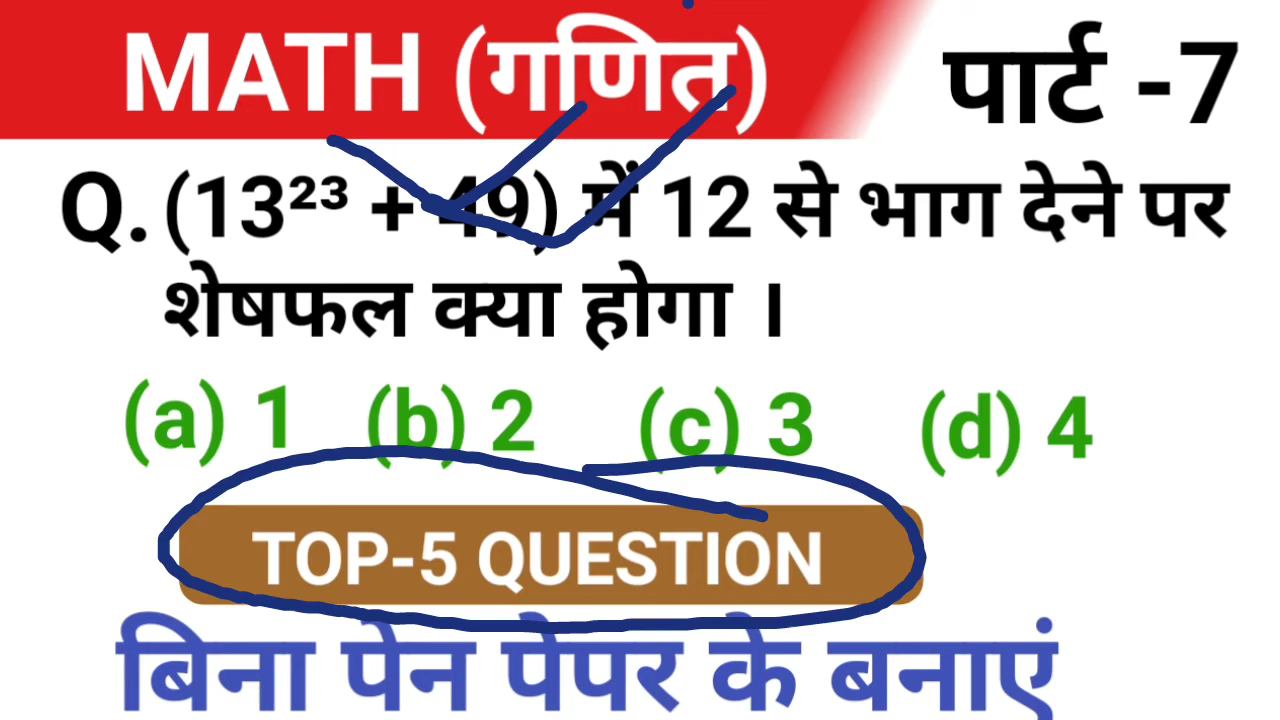 MATH (गणित) पार्ट -7
Q. (13²³ + 49) में 12 से भाग देने पर
शेषफल क्या होगा ।
(a) 1 (b) 2 (c) 3 (d) 4
TOP-5 QUESTION
बिना पेन पेपर के बनाएं